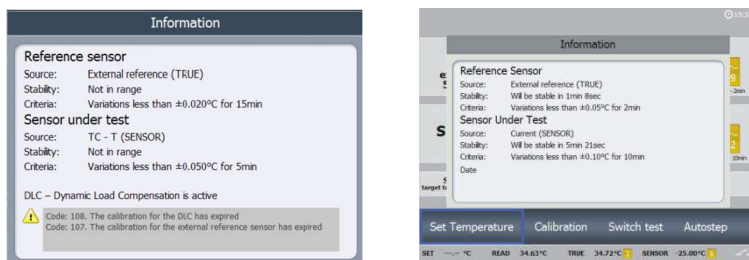 Information
Reference sensor
Source: External reference (TRUE)
Stability: Not in range
Criteria: Variations less than ±0.020°C for 15min
Sensor under test
Source: TC - T (SENSOR)
Stability: Not in range
Criteria: Variations less than ±0.050°C for 5min
DLC – Dynamic Load Compensation is active
Code: 108. The calibration for the DLC has expired
Code: 107. The calibration for the external reference sensor has expired
Information
Reference Sensor
Source: External reference (TRUE)
Stability: Will be stable in 1min 8sec
Criteria: Variations less than ±0.05°C for 2min
Sensor Under Test
Source: Current (SENSOR)
Stability: Will be stable in 5min 21sec
Criteria: Variations less than ±0.10°C for 10min
Date
2min
10min
S
target
Set Temperature Calibration Switch test Autostep
SET ---,-- °C READ 34.63°C TRUE 34.72°C SENSOR -25.00°C